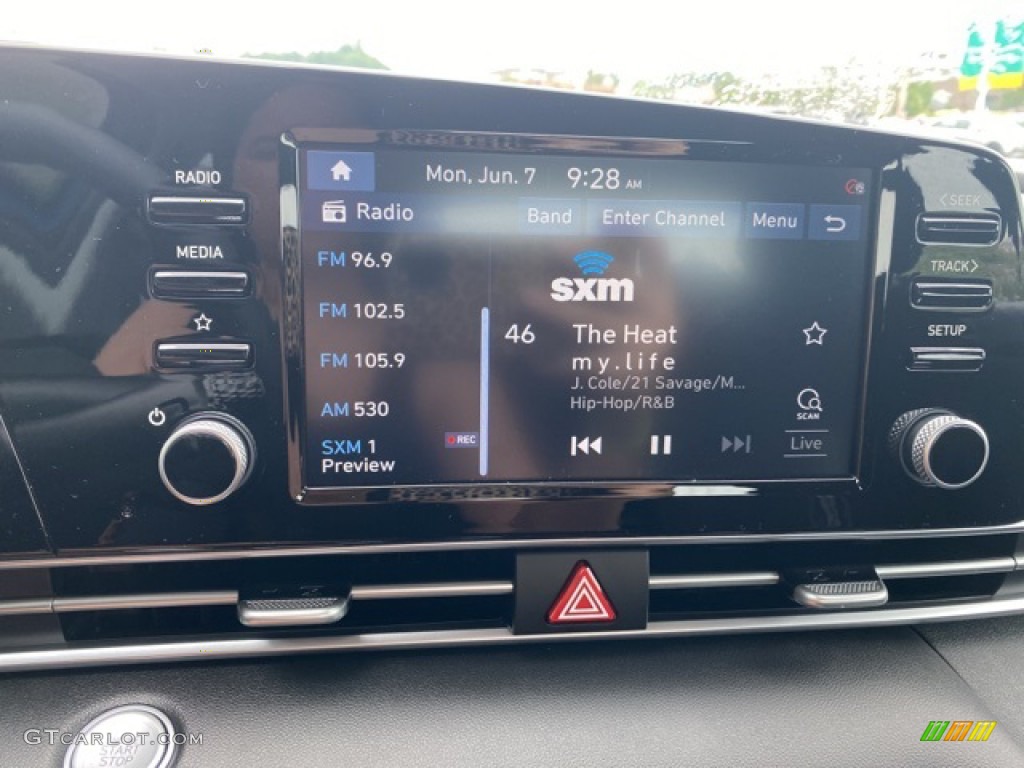 RADIO
MEDIA
Mon, Jun. 7 9:28 AM
Radio Band Enter Channel Menu
FM 96.9
FM 102.5
FM 105.9
AM 530
SXM 1 REC
Preview
sxm
46 The Heat
my.life
J. Cole/21 Savage/M...
Hip-Hop/R&B
SCAN
Live
<SEEK
TRACK>
SETUP
START
STOP
GTCARLOT.COM